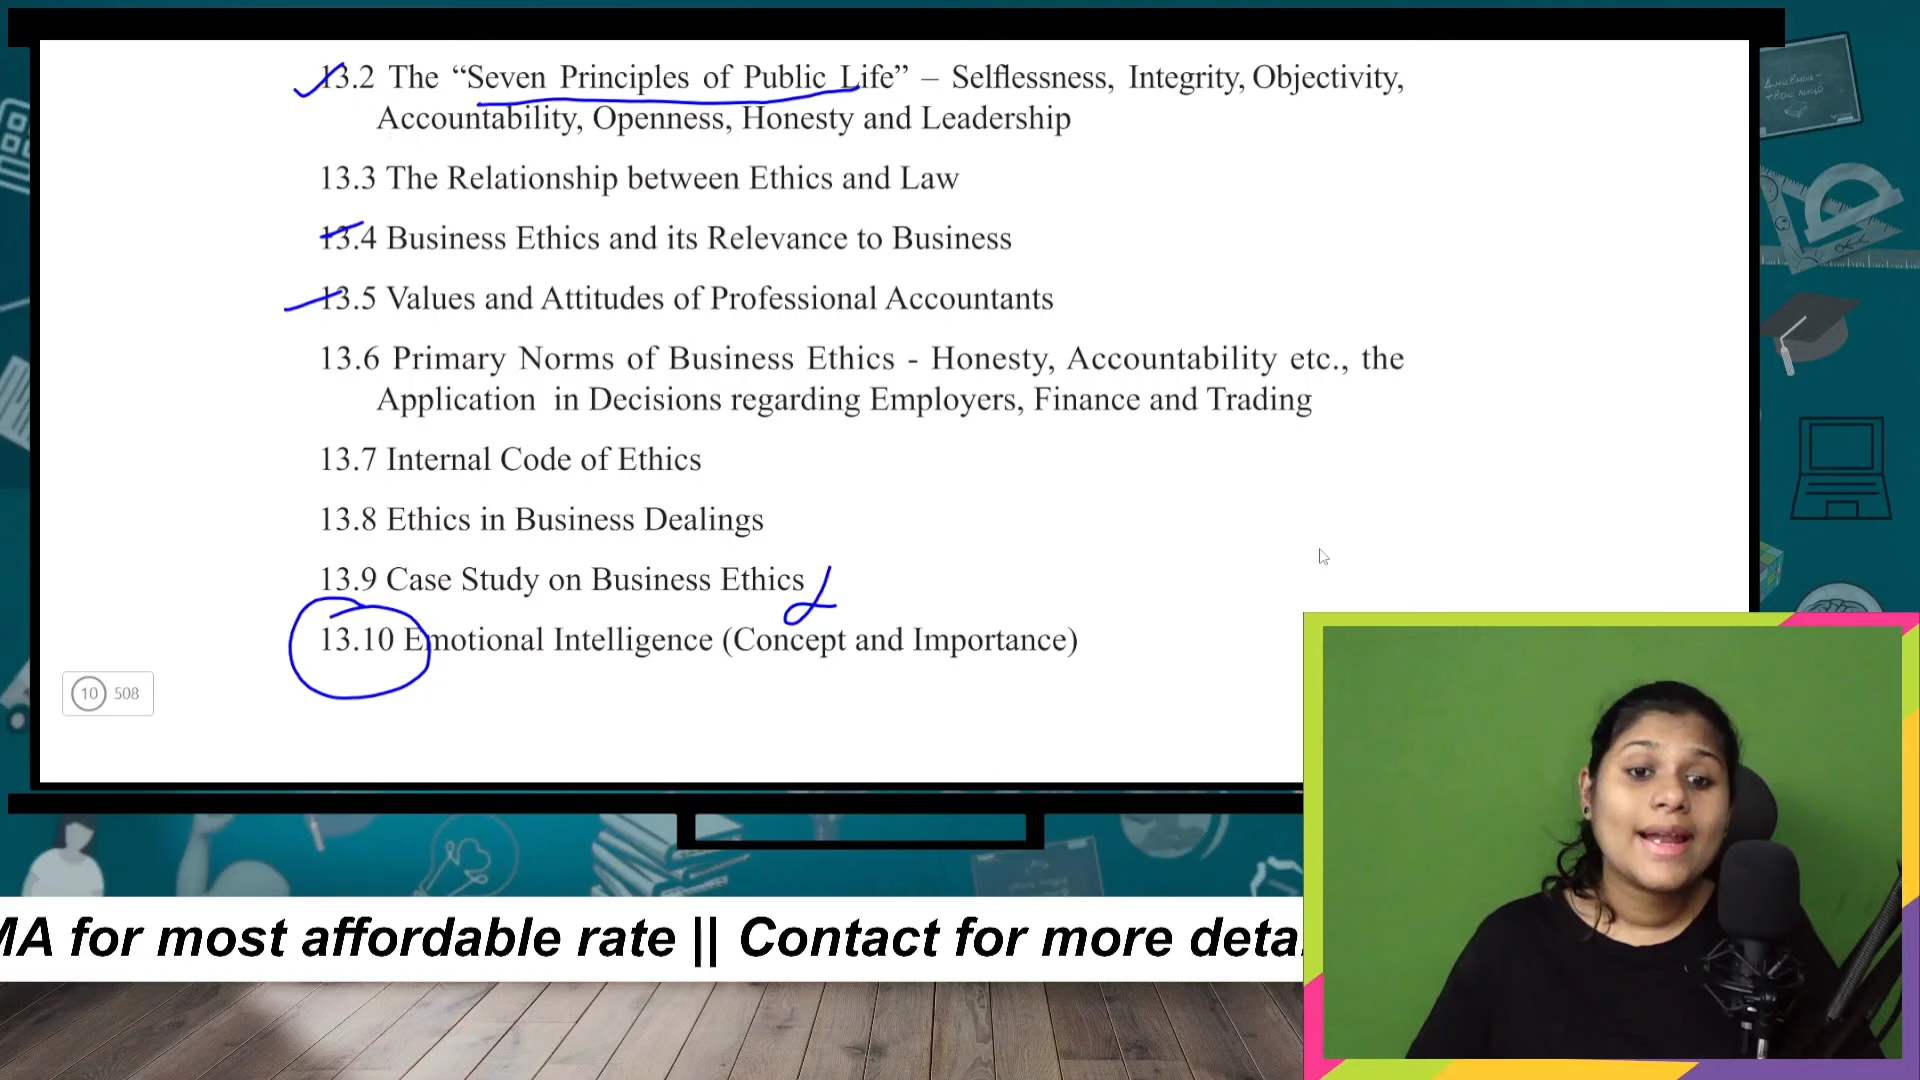 13.2 The “Seven Principles of Public Life” – Selflessness, Integrity, Objectivity,
Accountability, Openness, Honesty and Leadership
13.3 The Relationship between Ethics and Law
13.4 Business Ethics and its Relevance to Business
13.5 Values and Attitudes of Professional Accountants
13.6 Primary Norms of Business Ethics - Honesty, Accountability etc., the
Application in Decisions regarding Employers, Finance and Trading
13.7 Internal Code of Ethics
13.8 Ethics in Business Dealings
13.9 Case Study on Business Ethics
13.10 Emotional Intelligence (Concept and Importance)
10 508
MA for most affordable rate || Contact for more deta